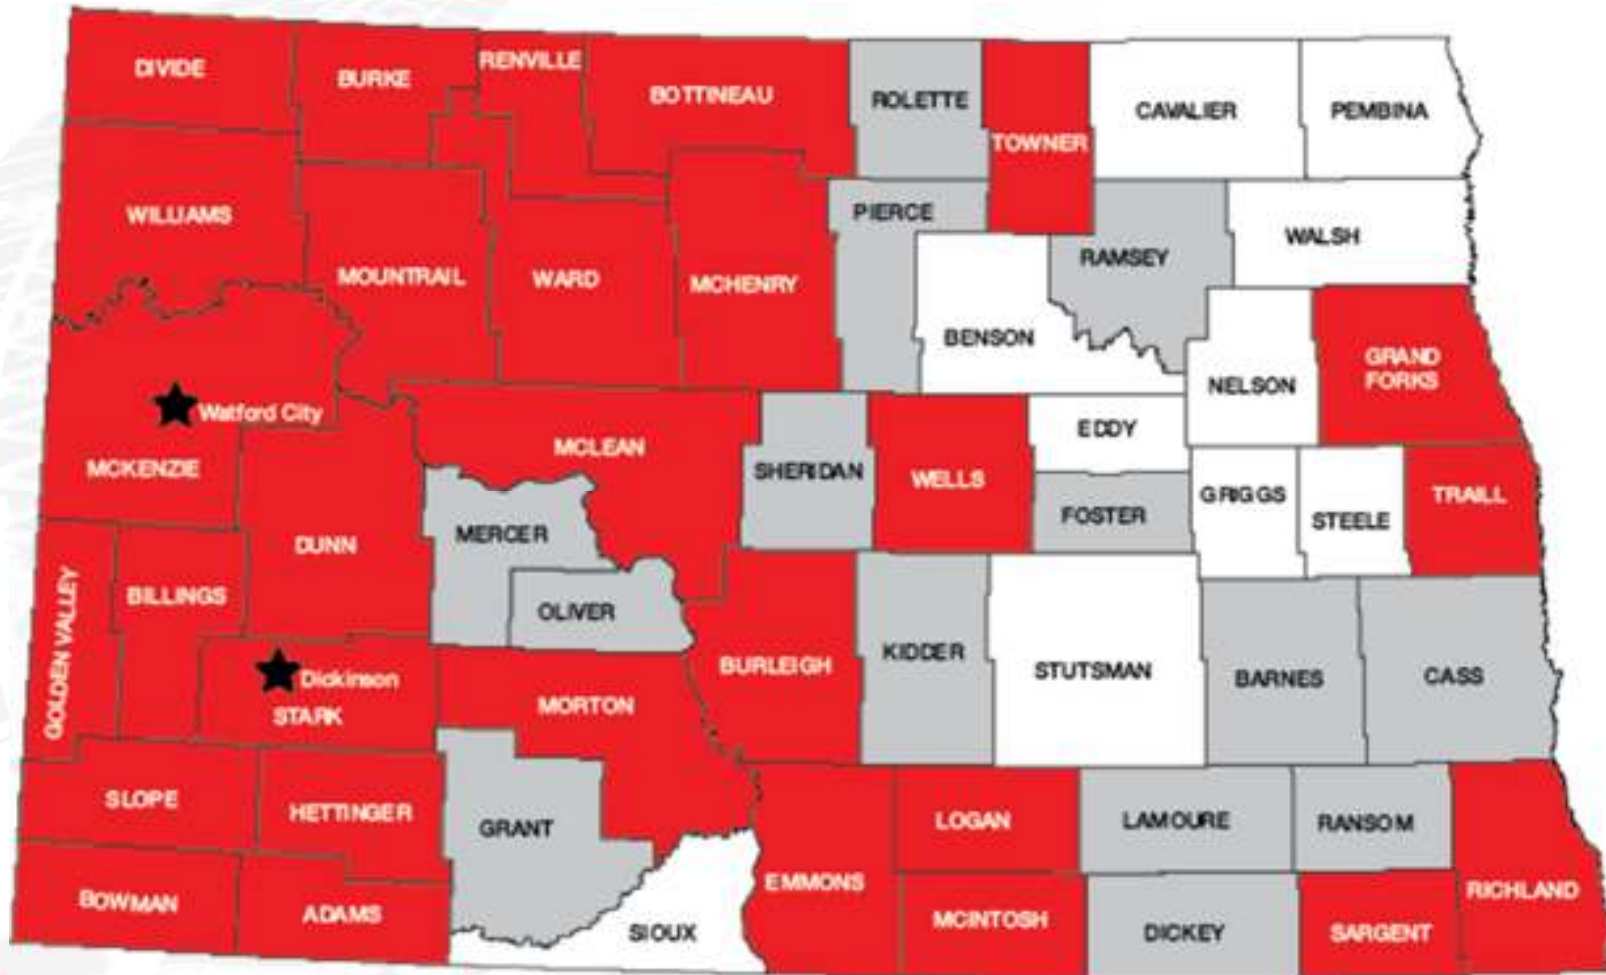 DIVIDE
BURKE
RENVILLE
BOTTINEAU
ROLETTE
TOWNER
CAVALIER
PEMBINA
WILLIAMS
MOUNTRAIL
WARD
MCHENRY
PIERCE
RAMSEY
WALSH
BENSON
NELSON
GRAND
FORKS
Watford City
MCKENZIE
MCLEAN
SHERIDAN
WELLS
EDDY
FOSTER
GRIGGS
STEELE
TRAILL
DUNN
MERCER
OLIVER
GOLDEN VALLEY
BILLINGS
Dickinson
STARK
MORTON
BURLEIGH
KIDDER
STUTSMAN
BARNES
CASS
SLOPE
HETTINGER
GRANT
LOGAN
LAMOURE
RANSOM
BOWMAN
ADAMS
SIOUX
EMMONS
MCINTOSH
DICKEY
SARGENT
RICHLAND